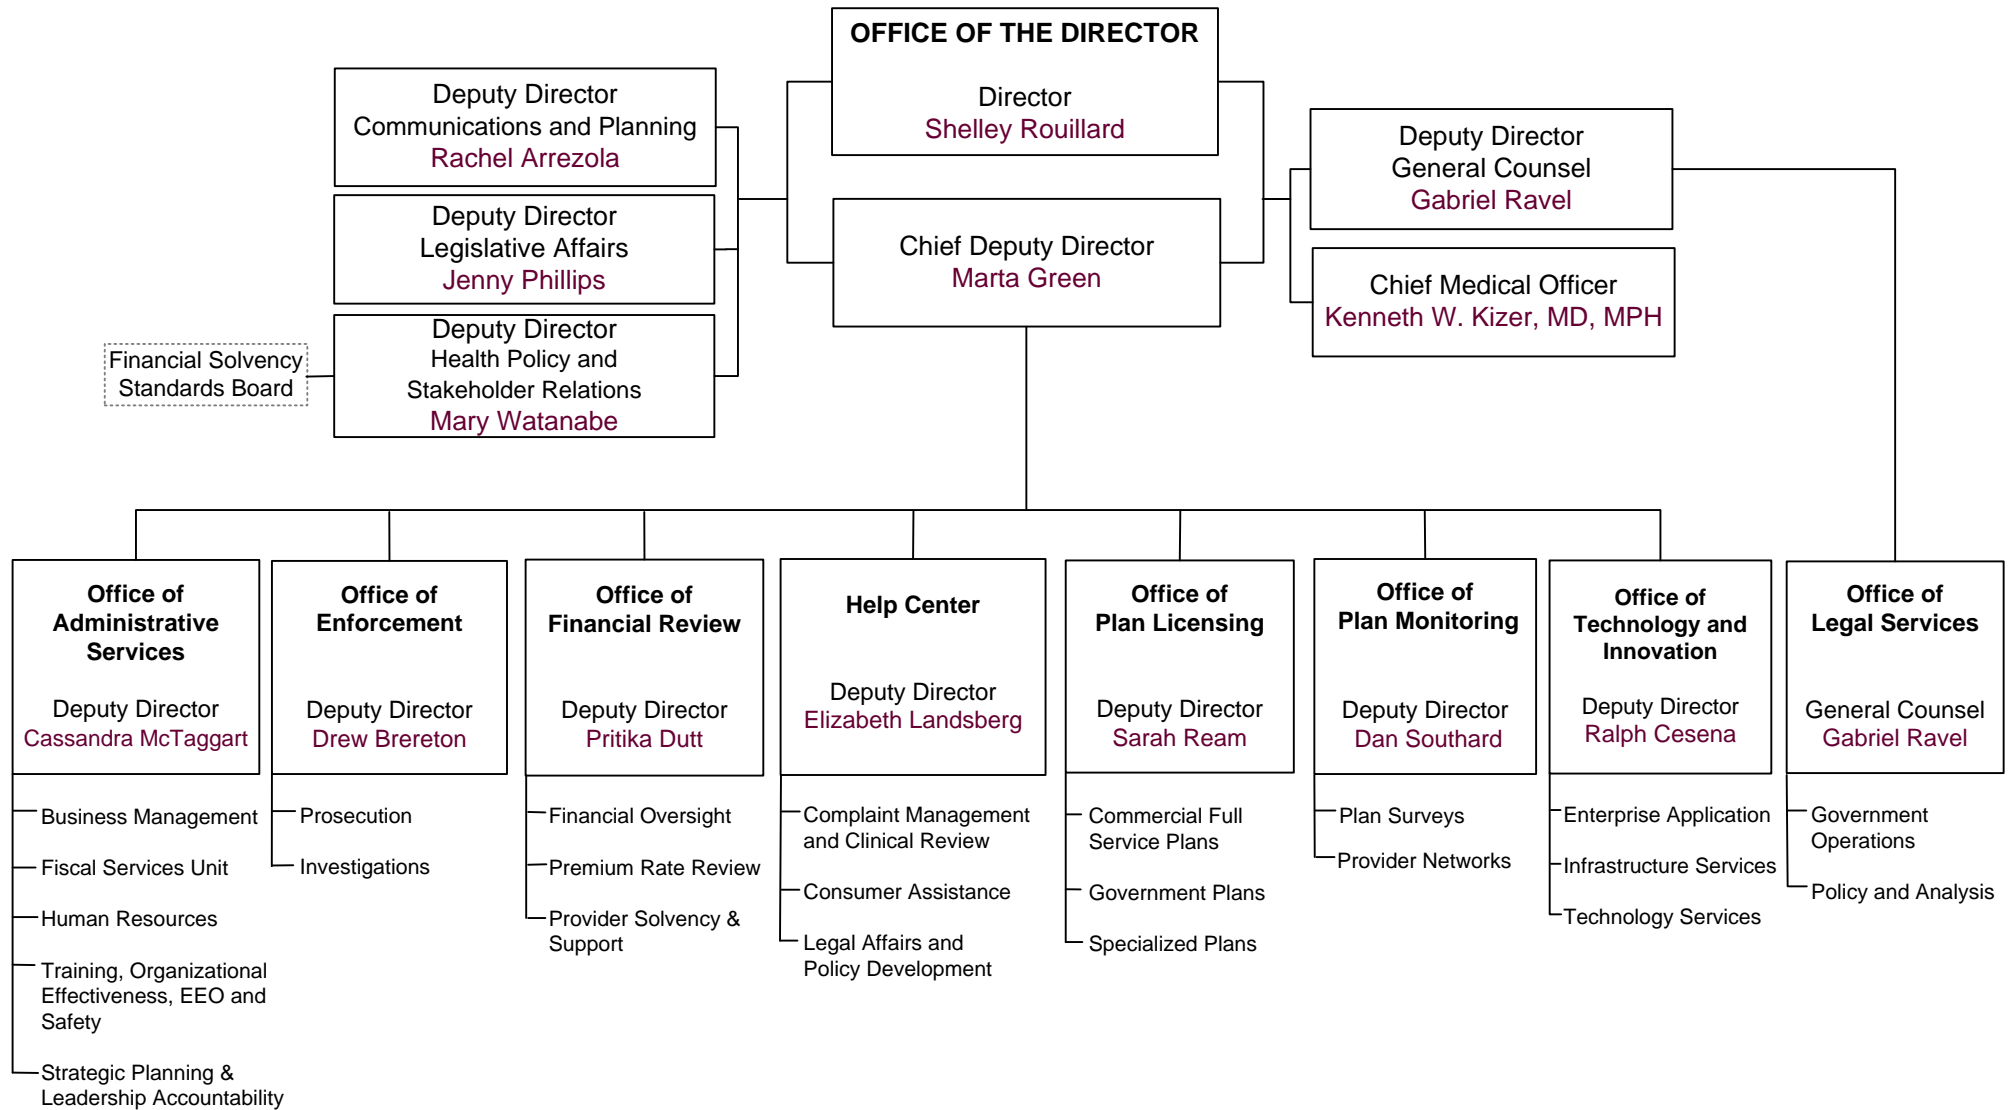 OFFICE OF THE DIRECTOR
Director
Shelley Rouillard
Deputy Director
Communications and Planning
Rachel Arrezola
Deputy Director
General Counsel
Gabriel Ravel
Deputy Director
Legislative Affairs
Jenny Phillips
Chief Deputy Director
Marta Green
Chief Medical Officer
Kenneth W. Kizer, MD, MPH
Financial Solvency
Standards Board
Deputy Director
Health Policy and
Stakeholder Relations
Mary Watanabe
Office of
Administrative
Services
Deputy Director
Cassandra McTaggart
Business Management
Fiscal Services Unit
Human Resources
Training, Organizational
Effectiveness, EEO and
Safety
Strategic Planning &
Leadership Accountability
Office of
Enforcement
Deputy Director
Drew Brereton
Prosecution
Investigations
Office of
Financial Review
Deputy Director
Pritika Dutt
Financial Oversight
Premium Rate Review
Provider Solvency &
Support
Help Center
Deputy Director
Elizabeth Landsberg
Complaint Management
and Clinical Review
Consumer Assistance
Legal Affairs and
Policy Development
Office of
Plan Licensing
Deputy Director
Sarah Ream
Commercial Full
Service Plans
Government Plans
Specialized Plans
Office of
Plan Monitoring
Deputy Director
Dan Southard
Plan Surveys
Provider Networks
Office of
Technology and
Innovation
Deputy Director
Ralph Cesena
Enterprise Application
Infrastructure Services
Technology Services
Office of
Legal Services
General Counsel
Gabriel Ravel
Government
Operations
Policy and Analysis